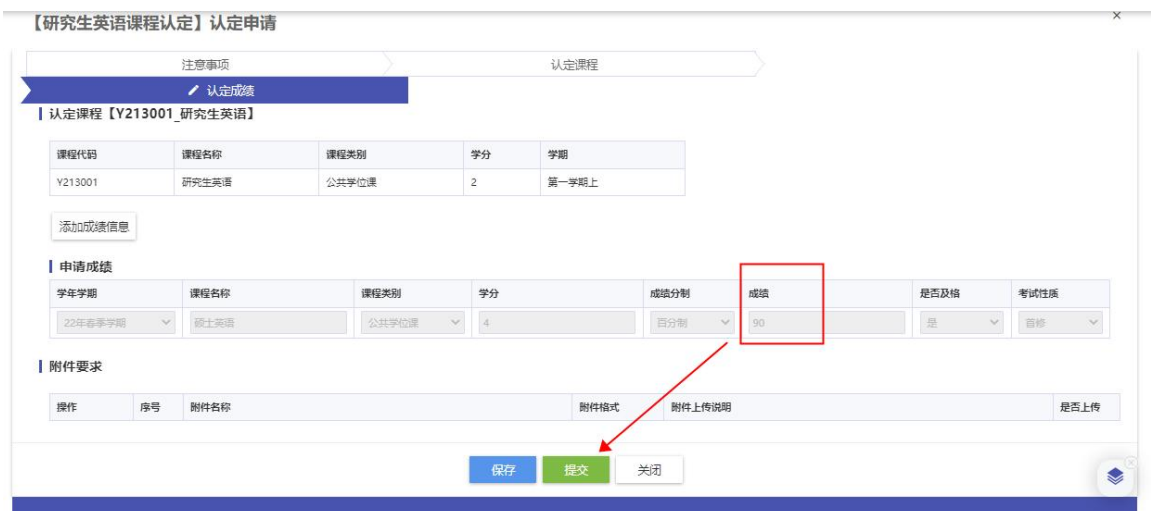 【研究生英语课程认定】认定申请
×
注意事项 认定课程
认定成绩
认定课程【Y213001_研究生英语】
课程代码 课程名称 课程类别 学分 学期
Y213001 研究生英语 公共学位课 2 第一学期上
添加成绩信息
申请成绩
学年学期 课程名称 课程类别 学分 成绩分制 成绩 是否及格 考试性质
22年春季学期 硕士英语 公共学位课 4 百分制 90 是 首修
附件要求
操作 序号 附件名称 附件格式 附件上传说明 是否上传
保存 提交 关闭